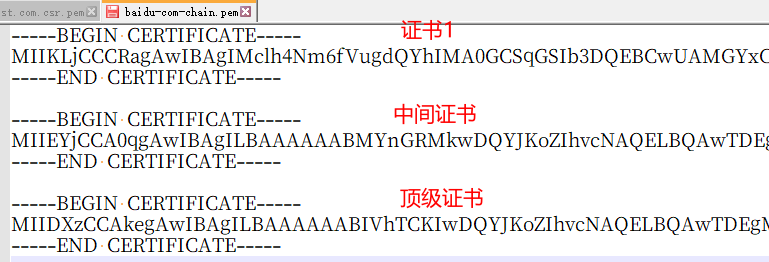 st.com.csr.pem baidu-com-chain.pem
-----BEGIN CERTIFICATE----- 证书1
MIIKLjCCCRagAwIBAgIMclh4Nm6fVugdQYhIMA0GCSqGSIb3DQEBCwUAMGYxC
-----END CERTIFICATE-----
-----BEGIN CERTIFICATE----- 中间证书
MIIEYjCCA0qgAwIBAgILBAAAAAABMYnGRMkwDQYJKoZIhvcNAQELBQAwTDEg
-----END CERTIFICATE-----
-----BEGIN CERTIFICATE----- 顶级证书
MIIDXzCCAkegAwIBAgILBAAAAAABIVhTCKIwDQYJKoZIhvcNAQELBQAwTDEgM
-----END CERTIFICATE-----